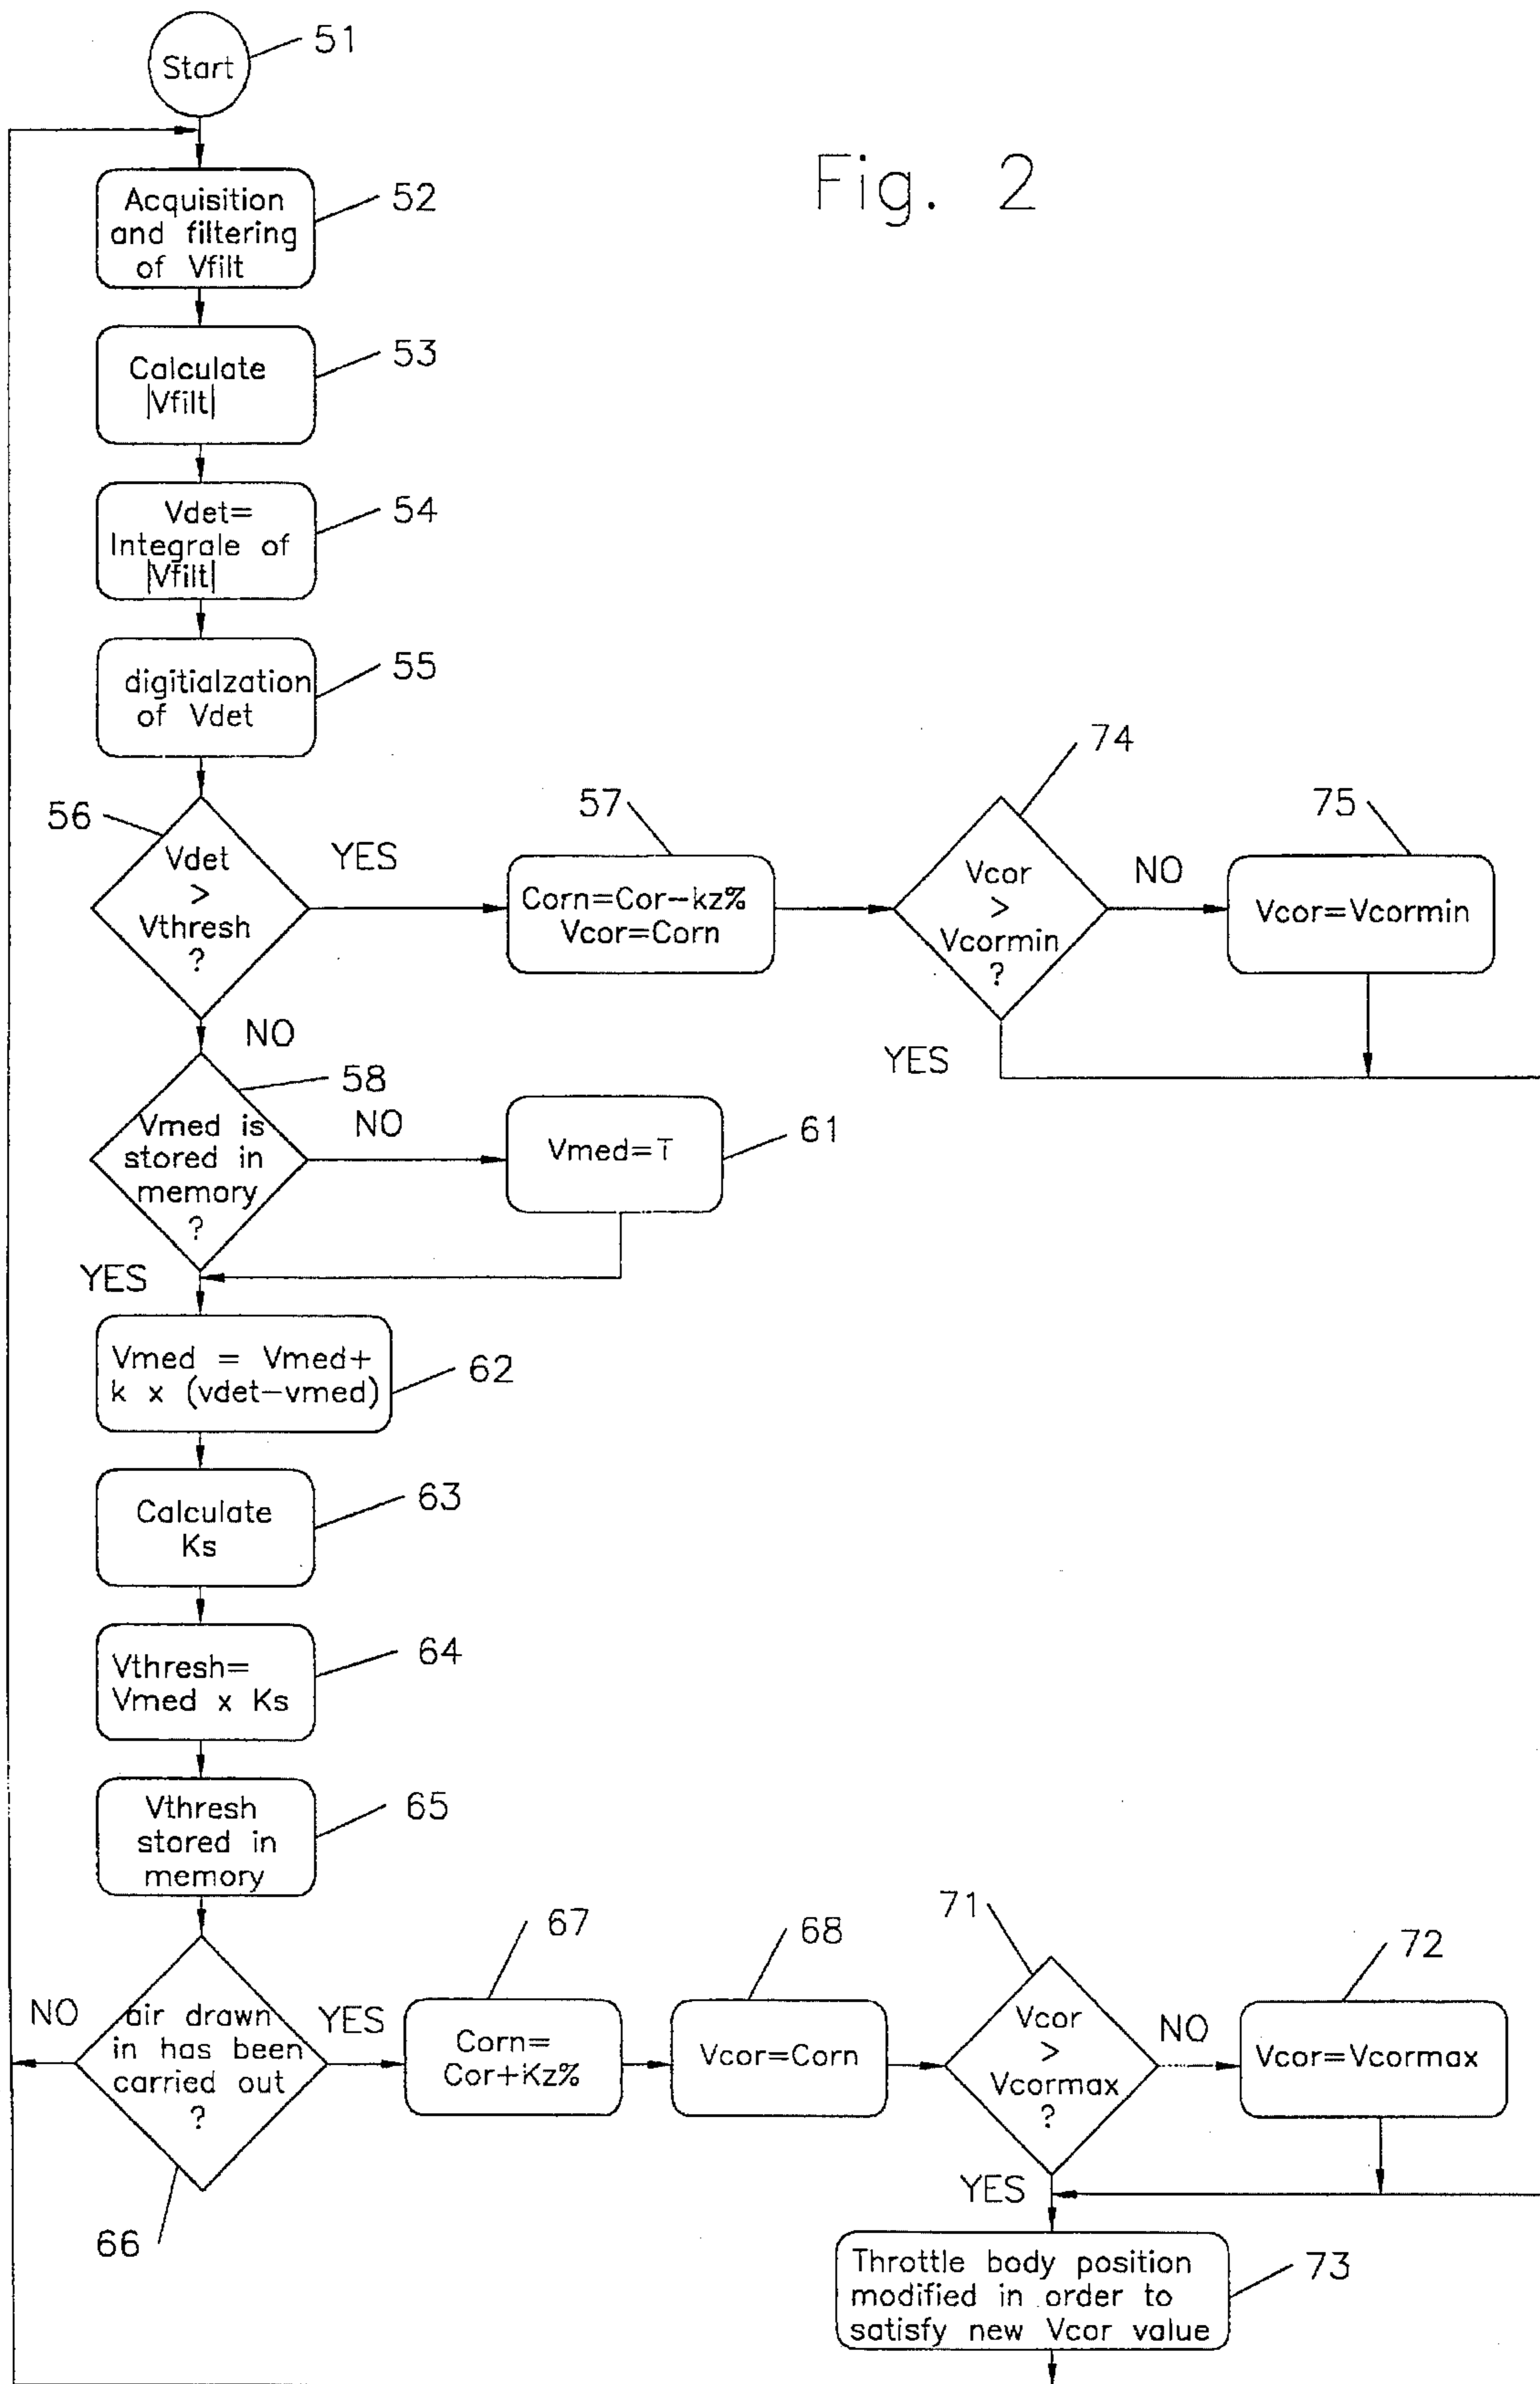 Fig. 2
51
Start
52
Acquisition
and filtering
of Vfilt
53
Calculate
|Vfilt|
54
Vdet=
Integrale of
|Vfilt|
55
digitialzation
of Vdet
56
Vdet
>
Vthresh
?
YES
NO
57
Corn=Cor-kz%
Vcor=Corn
74
Vcor
>
Vcormin
?
NO
YES
75
Vcor=Vcormin
58
Vmed is
stored in
memory
?
NO
YES
61
Vmed=T
62
Vmed = Vmed+
k x (vdet-vmed)
63
Calculate
Ks
64
Vthresh=
Vmed x Ks
65
Vthresh
stored in
memory
66
air drawn
in has been
carried out
?
NO
YES
67
Corn=
Cor+Kz%
68
Vcor=Corn
71
Vcor
>
Vcormax
?
NO
YES
72
Vcor=Vcormax
73
Throttle body position
modified in order to
satisfy new Vcor value